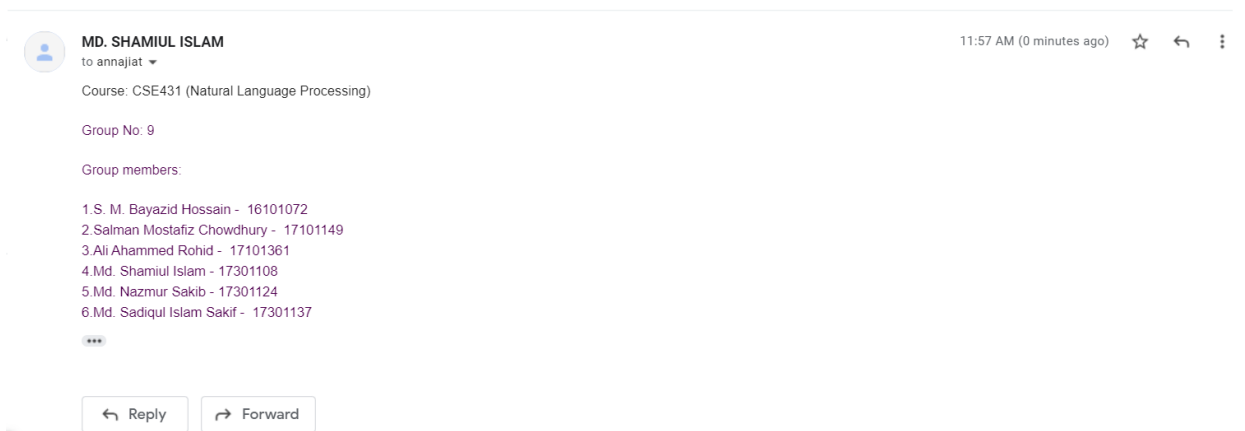 MD. SHAMIUL ISLAM
11:57 AM (0 minutes ago)
to annajiat
Course: CSE431 (Natural Language Processing)
Group No: 9
Group members:
1.S. M. Bayazid Hossain - 16101072
2.Salman Mostafiz Chowdhury - 17101149
3.Ali Ahammed Rohid - 17101361
4.Md. Shamiul Islam - 17301108
5.Md. Nazmur Sakib - 17301124
6.Md. Sadiqul Islam Sakif - 17301137
Reply
Forward